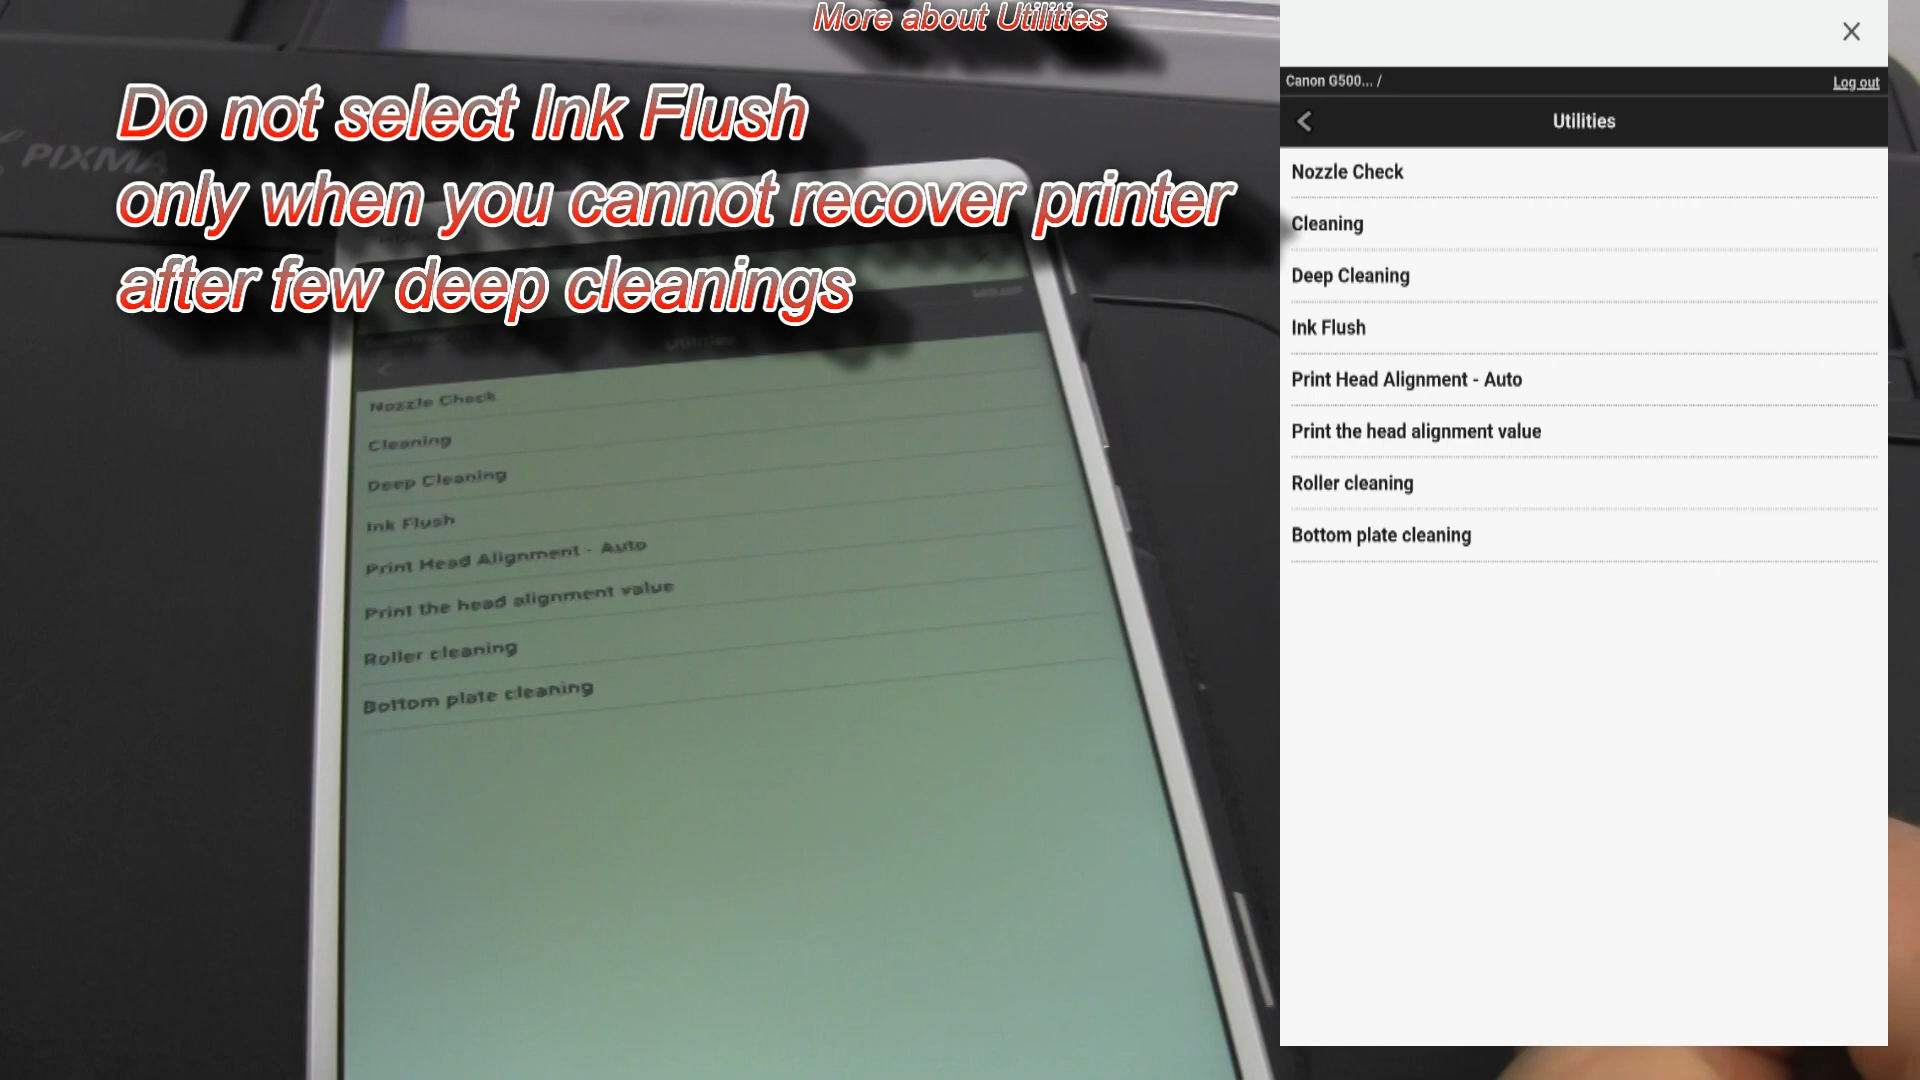 More about Utilities
Do not select Ink Flush
only when you cannot recover printer
after few deep cleanings
PIXMA
Utilities
Nozzle Check
Cleaning
Deep Cleaning
Ink Flush
Print Head Alignment - Auto
Print the head alignment value
Roller cleaning
Bottom plate cleaning
Canon G500... /
Log out
Utilities
Nozzle Check
Cleaning
Deep Cleaning
Ink Flush
Print Head Alignment - Auto
Print the head alignment value
Roller cleaning
Bottom plate cleaning